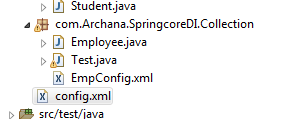 Student.java
com.Archana.SpringcoreDI.Collection
Employee.java
Test.java
EmpConfig.xml
config.xml
src/test/java